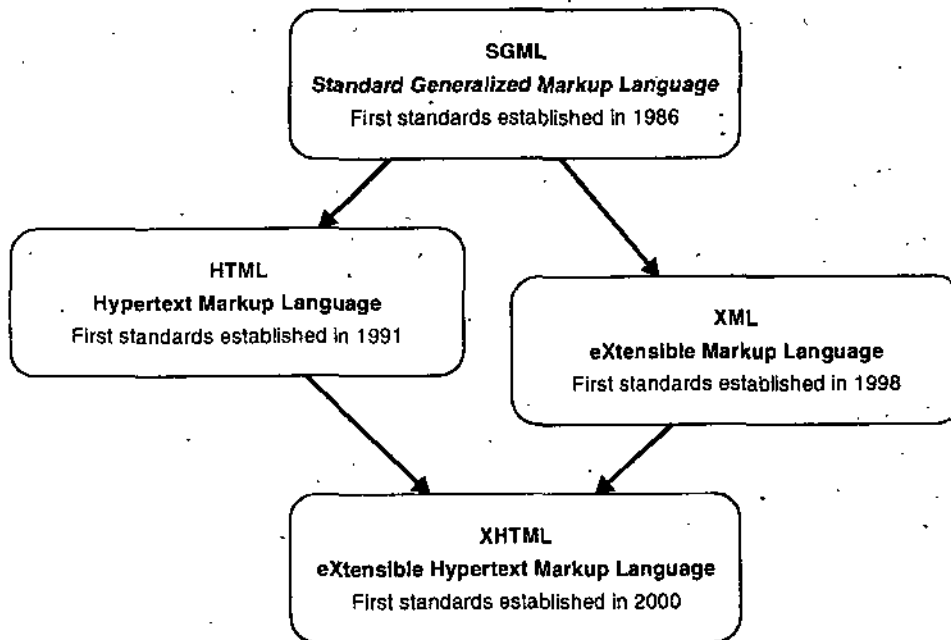 SGML
Standard Generalized Markup Language
First standards established in 1986
HTML
Hypertext Markup Language
First standards established in 1991
XML
eXtensible Markup Language
First standards established in 1998
XHTML
eXtensible Hypertext Markup Language
First standards established in 2000